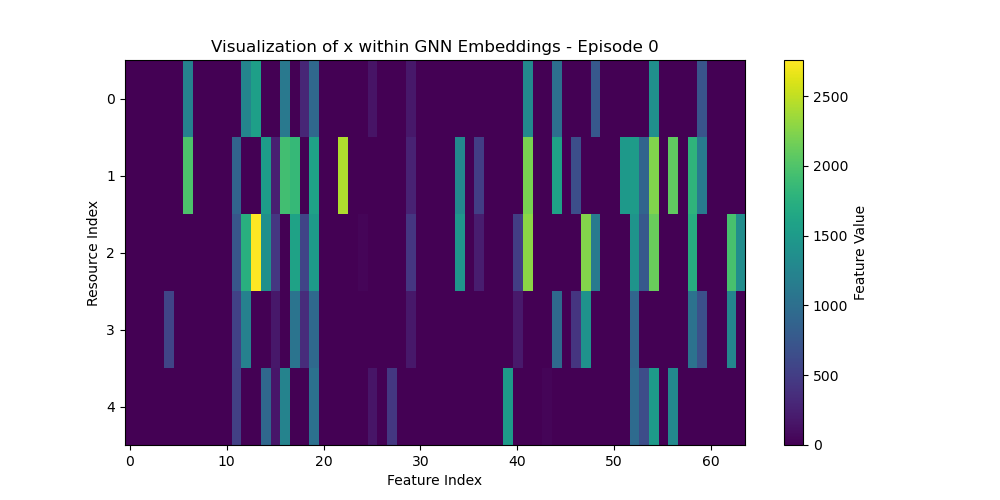 Visualization of x within GNN Embeddings - Episode 0
Resource Index
0
1
2
3
4
0 10 20 30 40 50 60
Feature Index
2500
2000
1500
1000
500
0
Feature Value